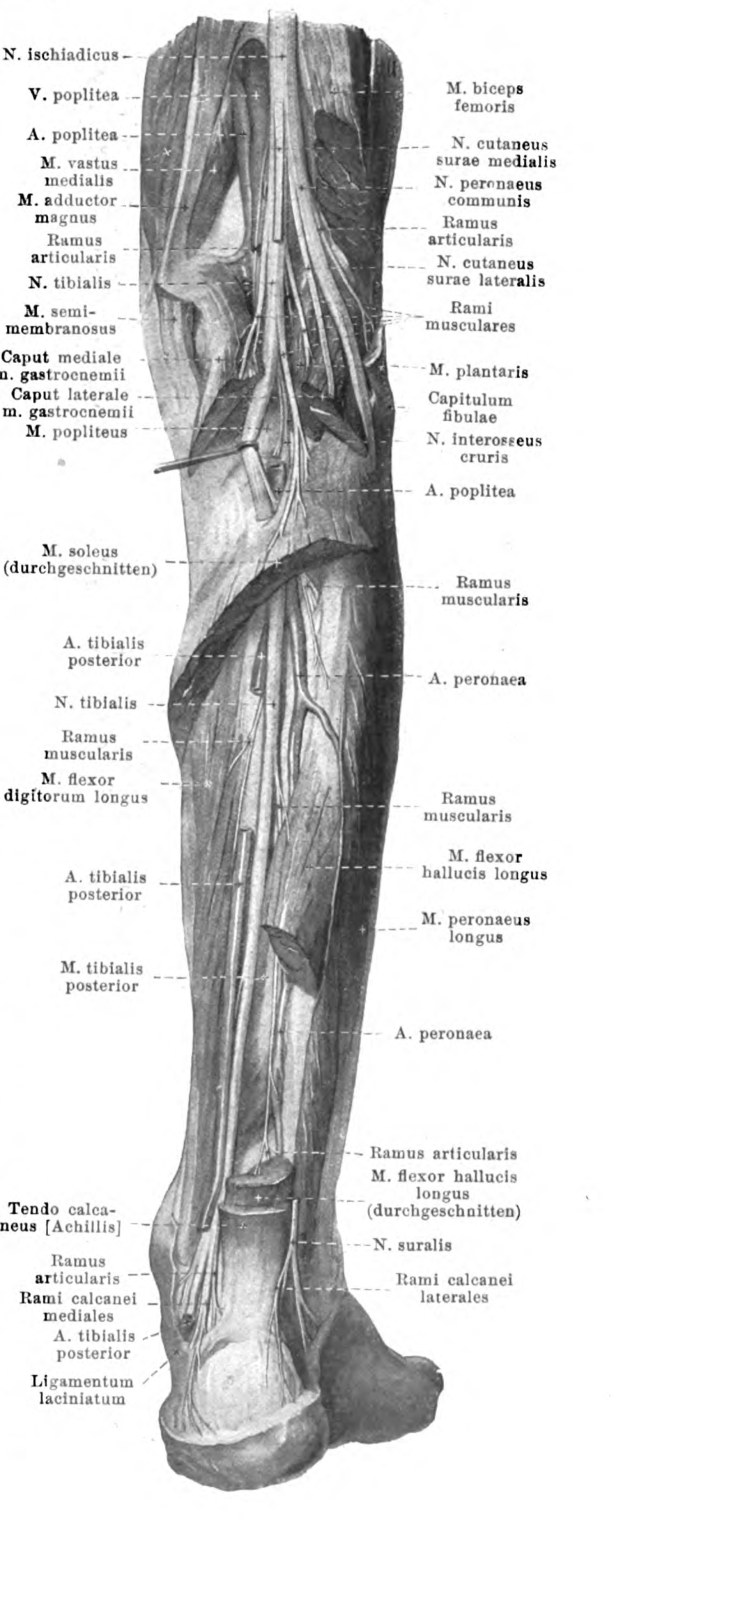 N. ischiadicus
V. poplitea
A. poplitea
M. vastus
medialis
M. adductor
magnus
Ramus
articularis
N. tibialis
M. semi-
membranosus
Caput mediale
m. gastrocnemii
Caput laterale
m. gastrocnemii
M. popliteus
M. soleus
(durchgeschnitten)
A. tibialis
posterior
N. tibialis
Ramus
muscularis
M. flexor
digitorum longus
A. tibialis
posterior
M. tibialis
posterior
Tendo calca-
neus [Achillis]
Ramus
articularis
Rami calcanei
mediales
A. tibialis
posterior
Ligamentum
laciniatum
M. biceps
femoris
N. cutaneus
surae medialis
N. peronaeus
communis
Ramus
articularis
N. cutaneus
surae lateralis
Rami
musculares
M. plantaris
Capitulum
fibulae
N. interosseus
cruris
A. poplitea
Ramus
muscularis
A. peronaea
Ramus
muscularis
M. flexor
hallucis longus
M. peronaeus
longus
A. peronaea
Ramus articularis
M. flexor hallucis
longus
(durchgeschnitten)
N. suralis
Rami calcanei
laterales